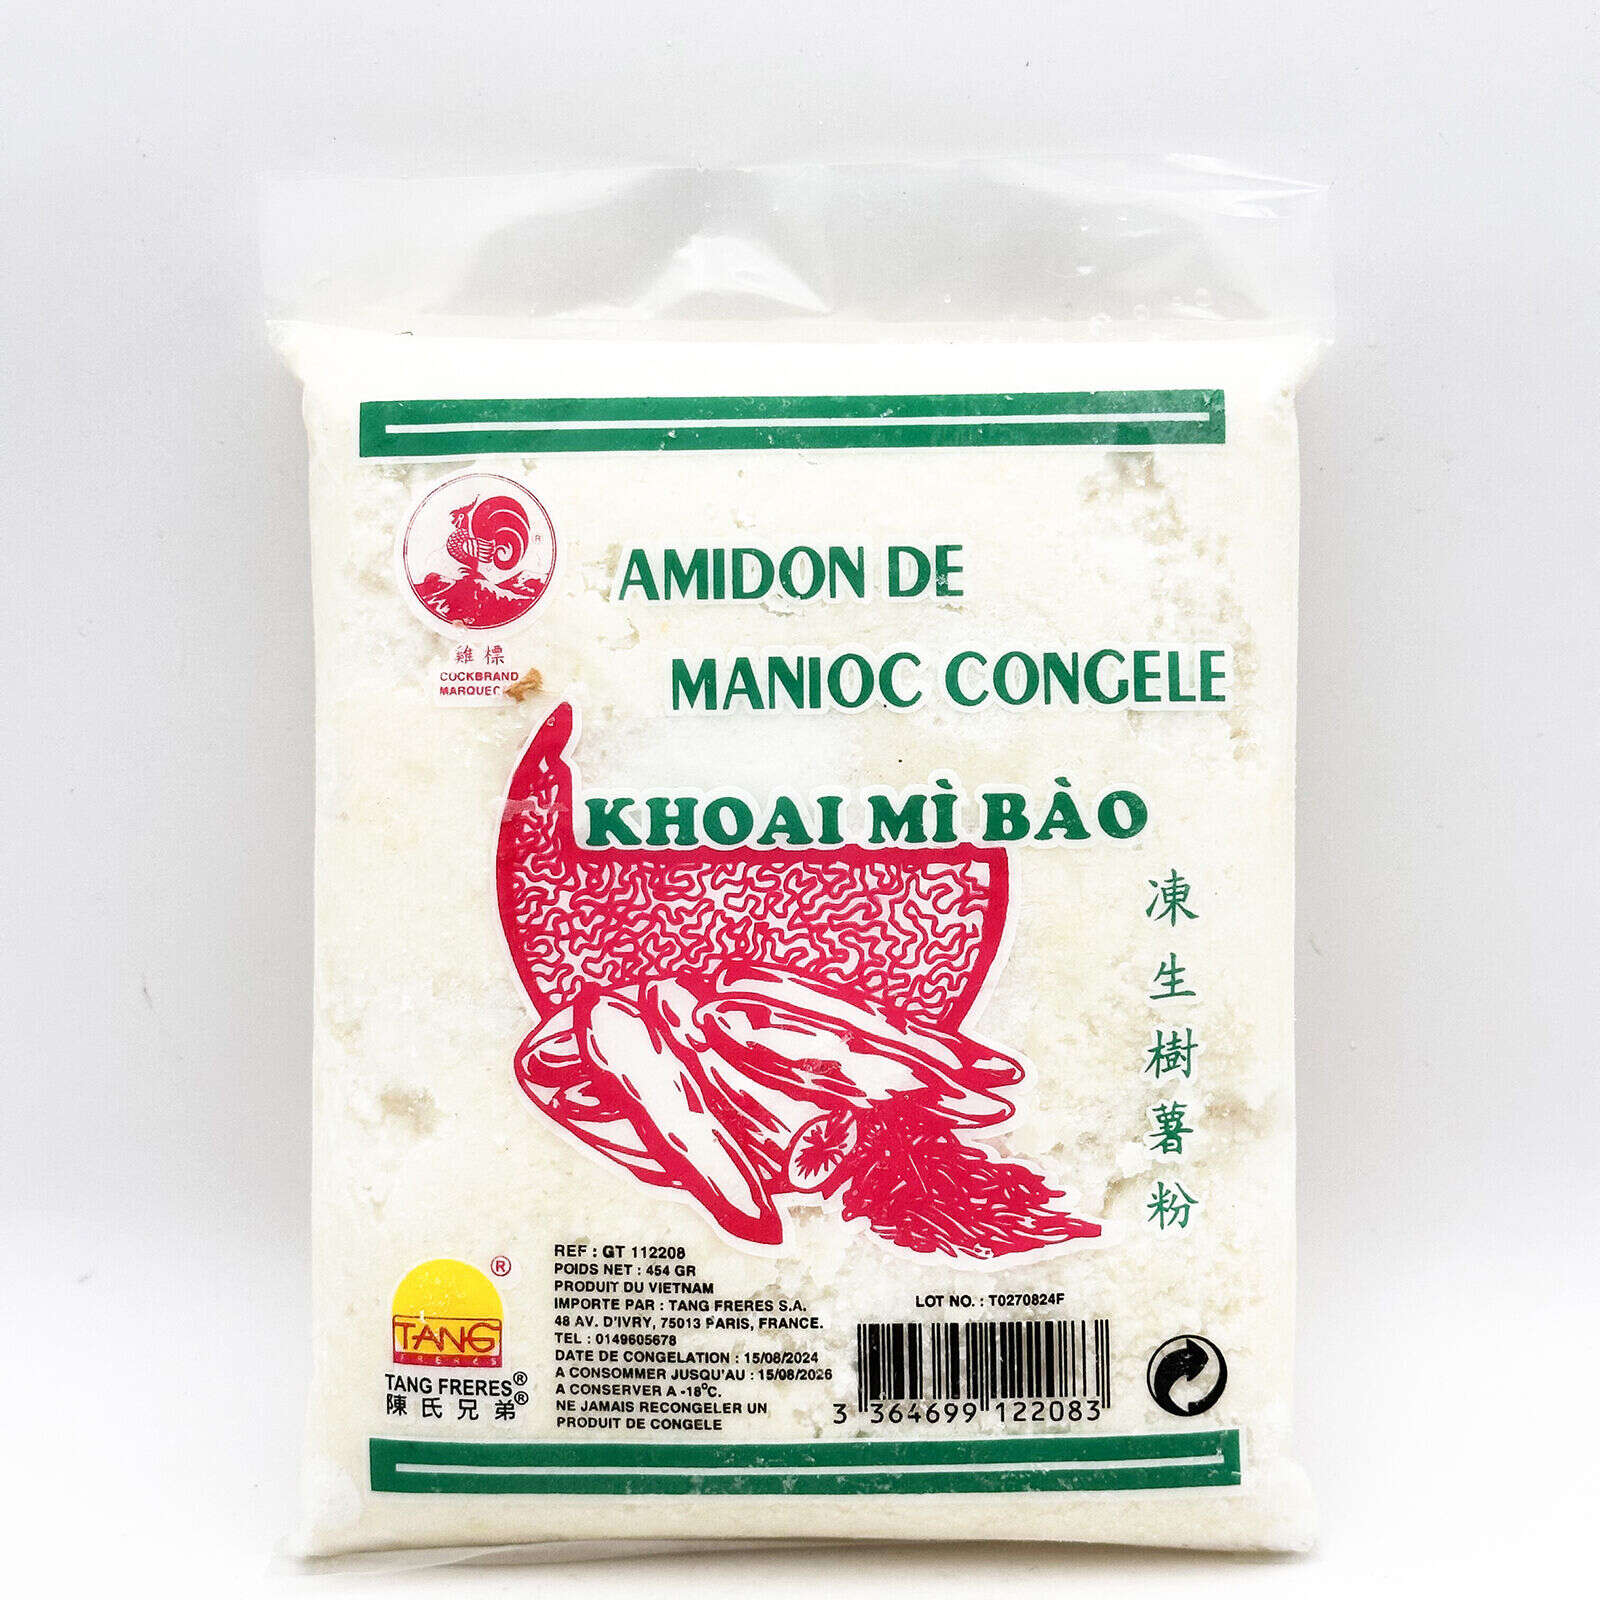 AMIDON DE
MANIOC CONGELE
雞標
COCKBRAND
MARQUE
KHOAI MÌ BÀO
凍生樹薯粉
®
TANG
FRERES
TANG FRERES®
陳氏兄弟®
REF : GT 112208
POIDS NET : 454 GR
PRODUIT DU VIETNAM
IMPORTE PAR : TANG FRERES S.A.
48 AV. D'IVRY, 75013 PARIS, FRANCE.
TEL : 0149605678
DATE DE CONGELATION : 15/08/2024
A CONSOMMER JUSQU'AU : 15/08/2026
A CONSERVER A -18°C.
NE JAMAIS RECONGELER UN
PRODUIT DE CONGELE
LOT NO. : T0270824F
3 364699 122083